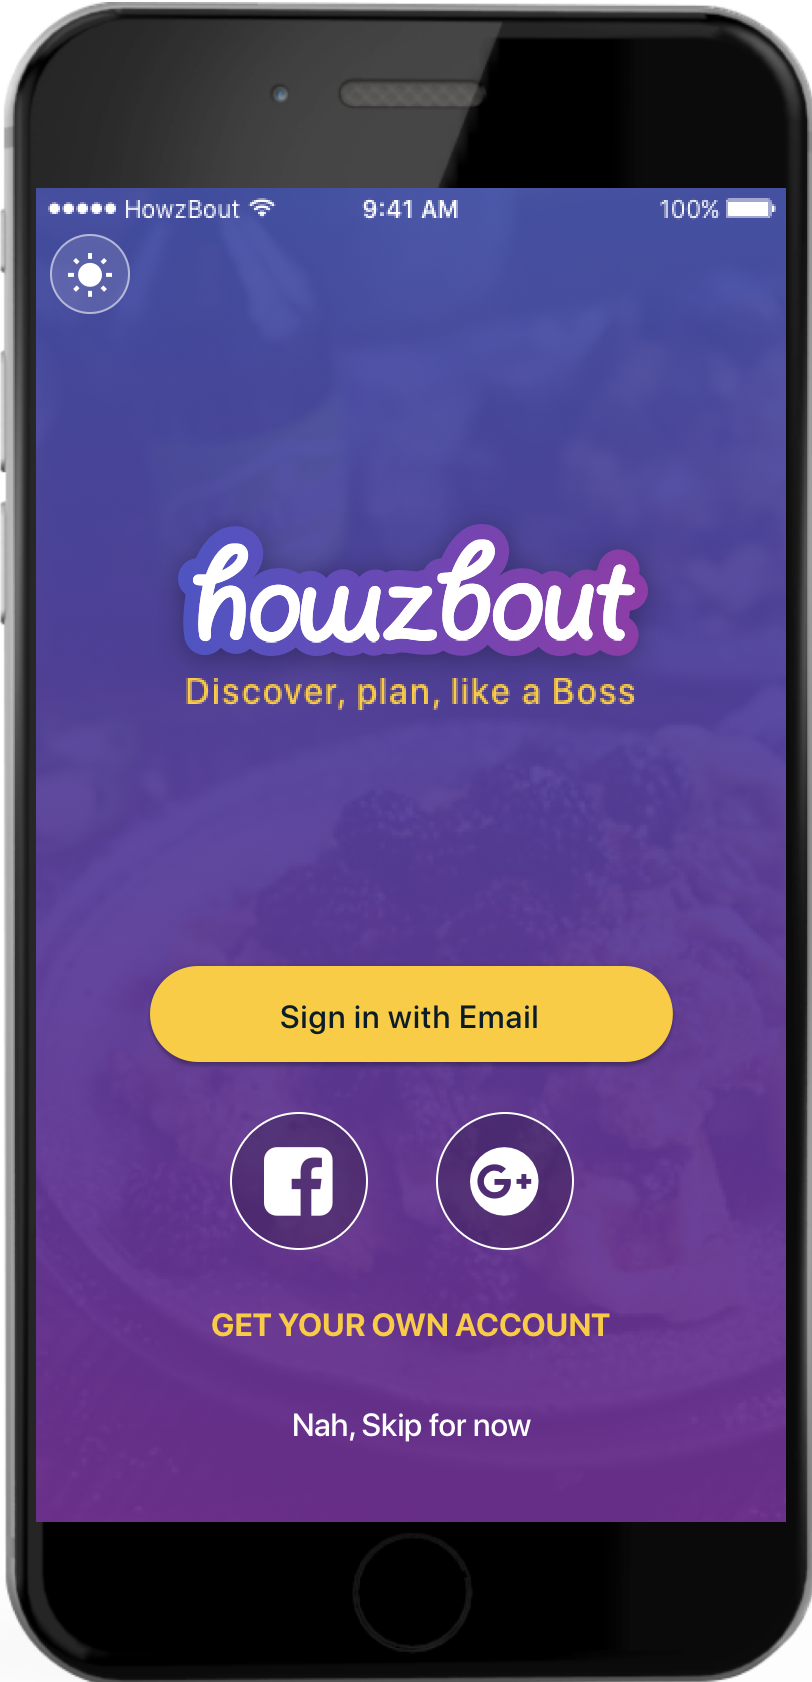 HowzBout 9:41 AM 100%
howzbout
Discover, plan, like a Boss
Sign in with Email
G+
GET YOUR OWN ACCOUNT
Nah, Skip for now